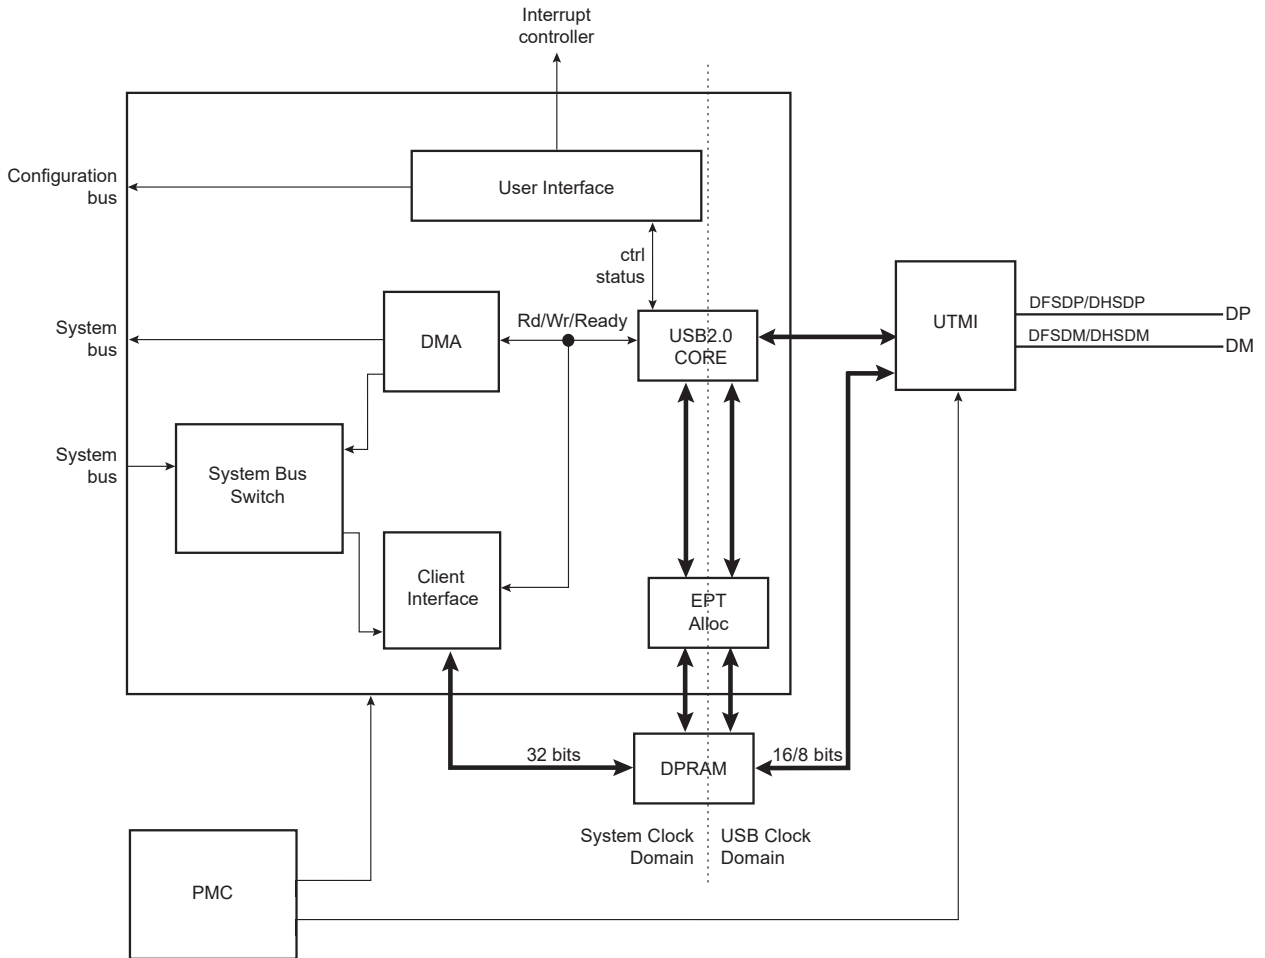 Interrupt
controller
Configuration
bus
User Interface
ctrl
status
System
bus
DMA
Rd/Wr/Ready
USB2.0
CORE
UTMI
DFSDP/DHSDP
DP
DFSDM/DHSDM
DM
System
bus
System Bus
Switch
Client
Interface
EPT
Alloc
32 bits
DPRAM
16/8 bits
System Clock
Domain
USB Clock
Domain
PMC